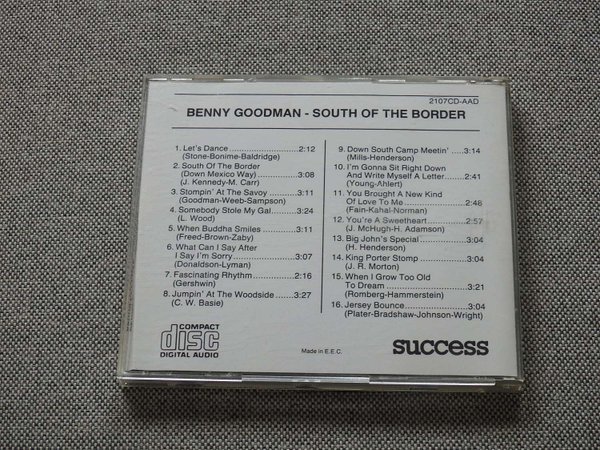 2107CD-AAD
BENNY GOODMAN - SOUTH OF THE BORDER
1. Let's Dance 2:12
(Stone-Bonime-Baldridge)
2. South Of The Border
(Down Mexico Way) 3:08
(J. Kennedy-M. Carr)
3. Stompin' At The Savoy 3:11
(Goodman-Weeb-Sampson)
4. Somebody Stole My Gal 3:24
(L. Wood)
5. When Buddha Smiles 3:11
(Freed-Brown-Zaby)
6. What Can I Say After
I Say I'm Sorry 3:07
(Donaldson-Lyman)
7. Fascinating Rhythm 2:16
(Gershwin)
8. Jumpin' At The Woodside 3:27
(C. W. Basie)
9. Down South Camp Meetin' 3:14
(Mills-Henderson)
10. I'm Gonna Sit Right Down
And Write Myself A Letter 2:41
(Young-Ahlert)
11. You Brought A New Kind
Of Love To Me 2:48
(Fain-Kahal-Norman)
12. You're A Sweetheart 2:57
(J. McHugh-H. Adamson)
13. Big John's Special 3:04
(H. Henderson)
14. King Porter Stomp 3:04
(J. R. Morton)
15. When I Grow Too Old
To Dream 3:21
(Romberg-Hammerstein)
16. Jersey Bounce 3:04
(Plater-Bradshaw-Johnson-Wright)
COMPACT
disc
DIGITAL AUDIO
Made in E.E.C.
success